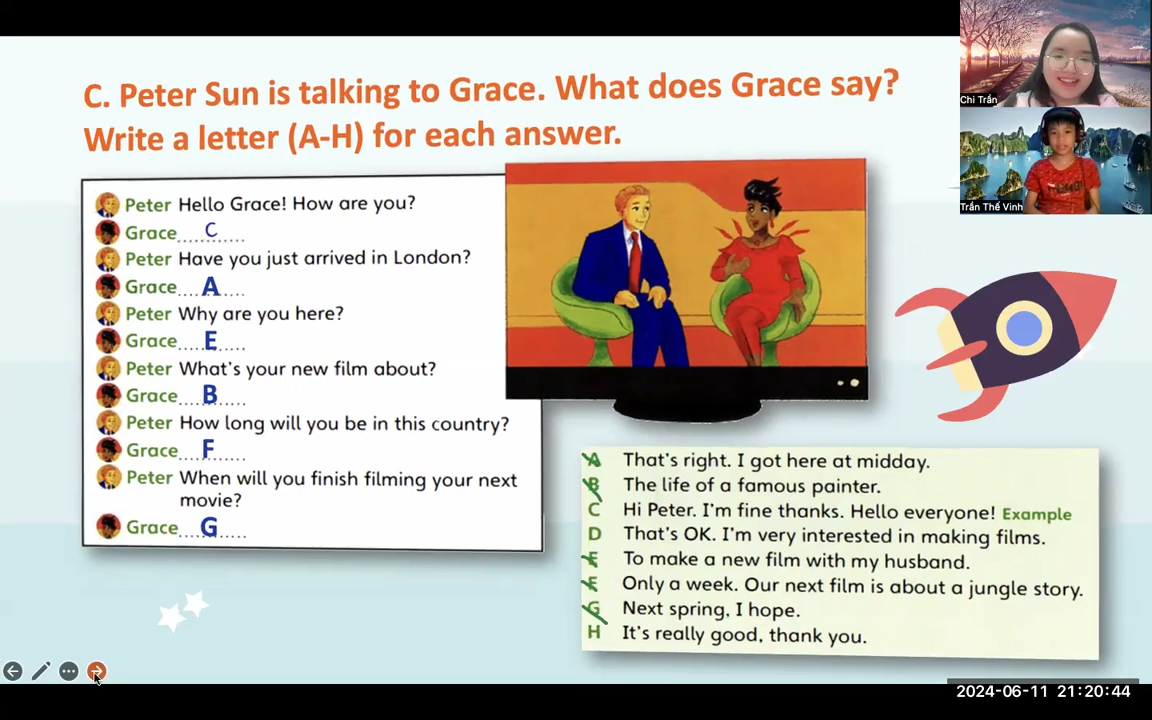 C. Peter Sun is talking to Grace. What does Grace say?
Write a letter (A-H) for each answer.
Peter Hello Grace! How are you?
Grace.....C......
Peter Have you just arrived in London?
Grace.....A.....
Peter Why are you here?
Grace.....E......
Peter What's your new film about?
Grace.....B......
Peter How long will you be in this country?
Grace.....F......
Peter When will you finish filming your next
movie?
Grace.....G......
A That's right. I got here at midday.
B The life of a famous painter.
C Hi Peter. I'm fine thanks. Hello everyone! Example
D That's OK. I'm very interested in making films.
E To make a new film with my husband.
F Only a week. Our next film is about a jungle story.
G Next spring, I hope.
H It's really good, thank you.
Chi Trần
Trần Thế Vinh
2024-06-11 21:20:44